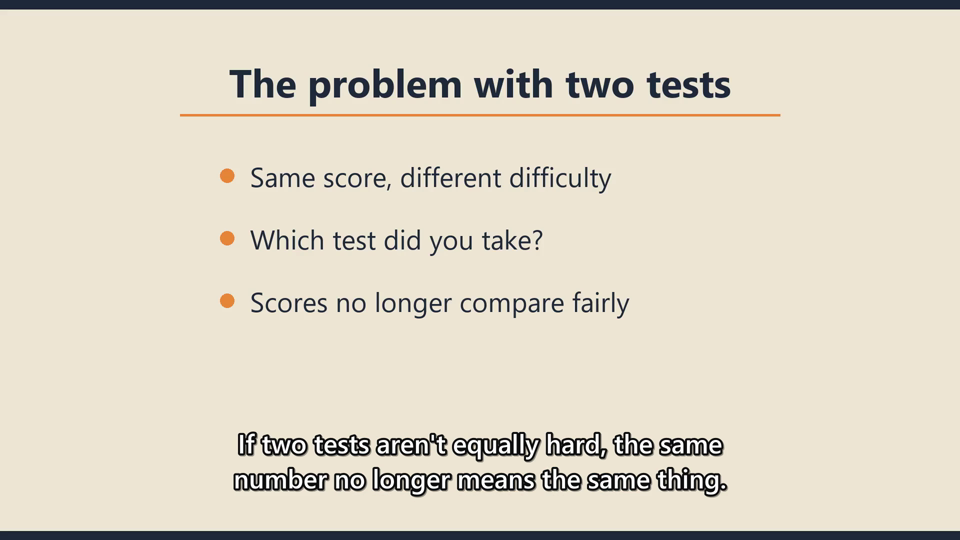 The problem with two tests
Same score, different difficulty
Which test did you take?
Scores no longer compare fairly
If two tests aren't equally hard, the same
number no longer means the same thing.